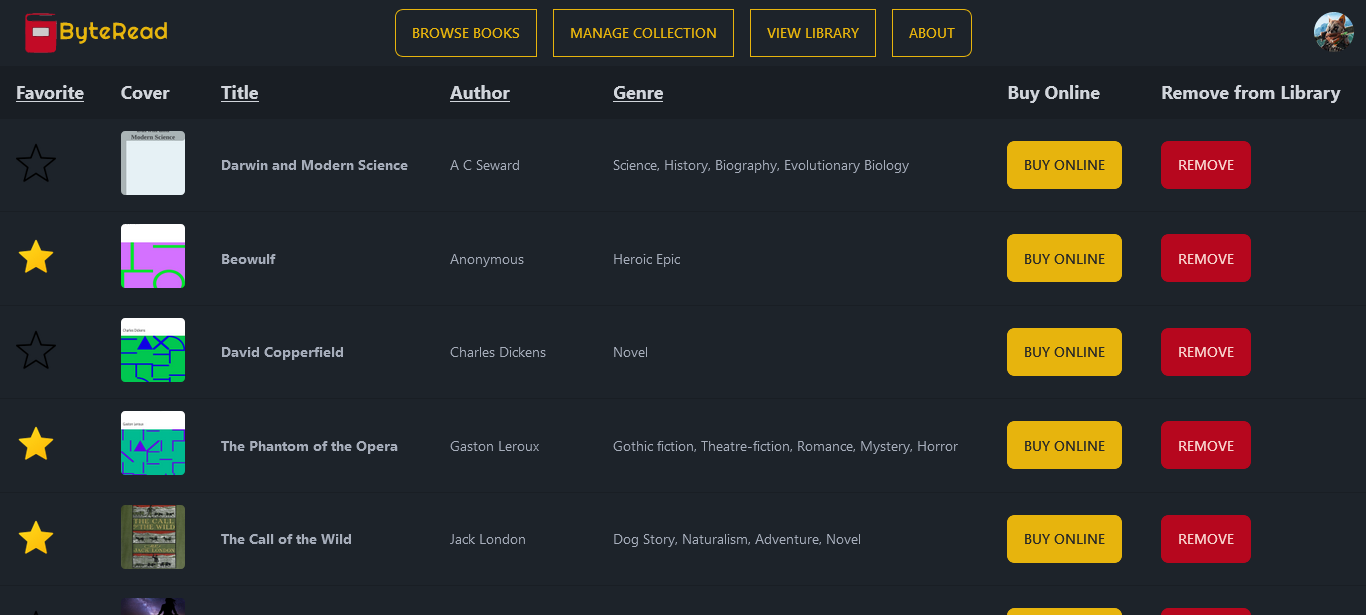 ByteRead
BROWSE BOOKS MANAGE COLLECTION VIEW LIBRARY ABOUT
Favorite Cover Title Author Genre Buy Online Remove from Library
Modern Science
Darwin and Modern Science A C Seward Science, History, Biography, Evolutionary Biology BUY ONLINE REMOVE
Beowulf Anonymous Heroic Epic BUY ONLINE REMOVE
Charles Dickens
David Copperfield Charles Dickens Novel BUY ONLINE REMOVE
Gaston Leroux
The Phantom of the Opera Gaston Leroux Gothic fiction, Theatre-fiction, Romance, Mystery, Horror BUY ONLINE REMOVE
THE CALL
OF THE WILD
JACK LONDON
The Call of the Wild Jack London Dog Story, Naturalism, Adventure, Novel BUY ONLINE REMOVE